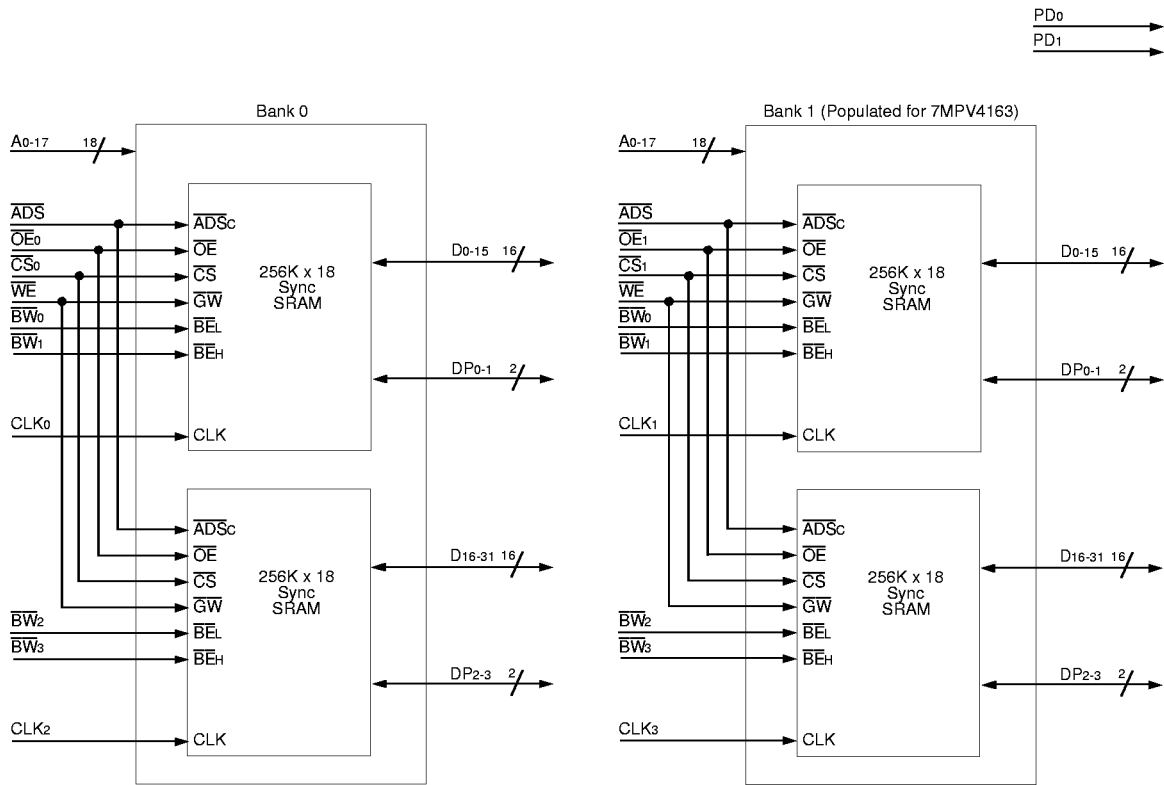 PD0
PD1
Bank 0
A0-17 18
ADS
OE0
CS0
WE
BW0
BW1
CLK0
ADSC
OE
CS
GW
BEL
BEH
CLK
256K x 18
Sync
SRAM
D0-15 16
DP0-1 2
BW2
BW3
CLK2
ADSC
OE
CS
GW
BEL
BEH
CLK
256K x 18
Sync
SRAM
D16-31 16
DP2-3 2
Bank 1 (Populated for 7MPV4163)
A0-17 18
ADS
OE1
CS1
WE
BW0
BW1
CLK1
ADSC
OE
CS
GW
BEL
BEH
CLK
256K x 18
Sync
SRAM
D0-15 16
DP0-1 2
BW2
BW3
CLK3
ADSC
OE
CS
GW
BEL
BEH
CLK
256K x 18
Sync
SRAM
D16-31 16
DP2-3 2